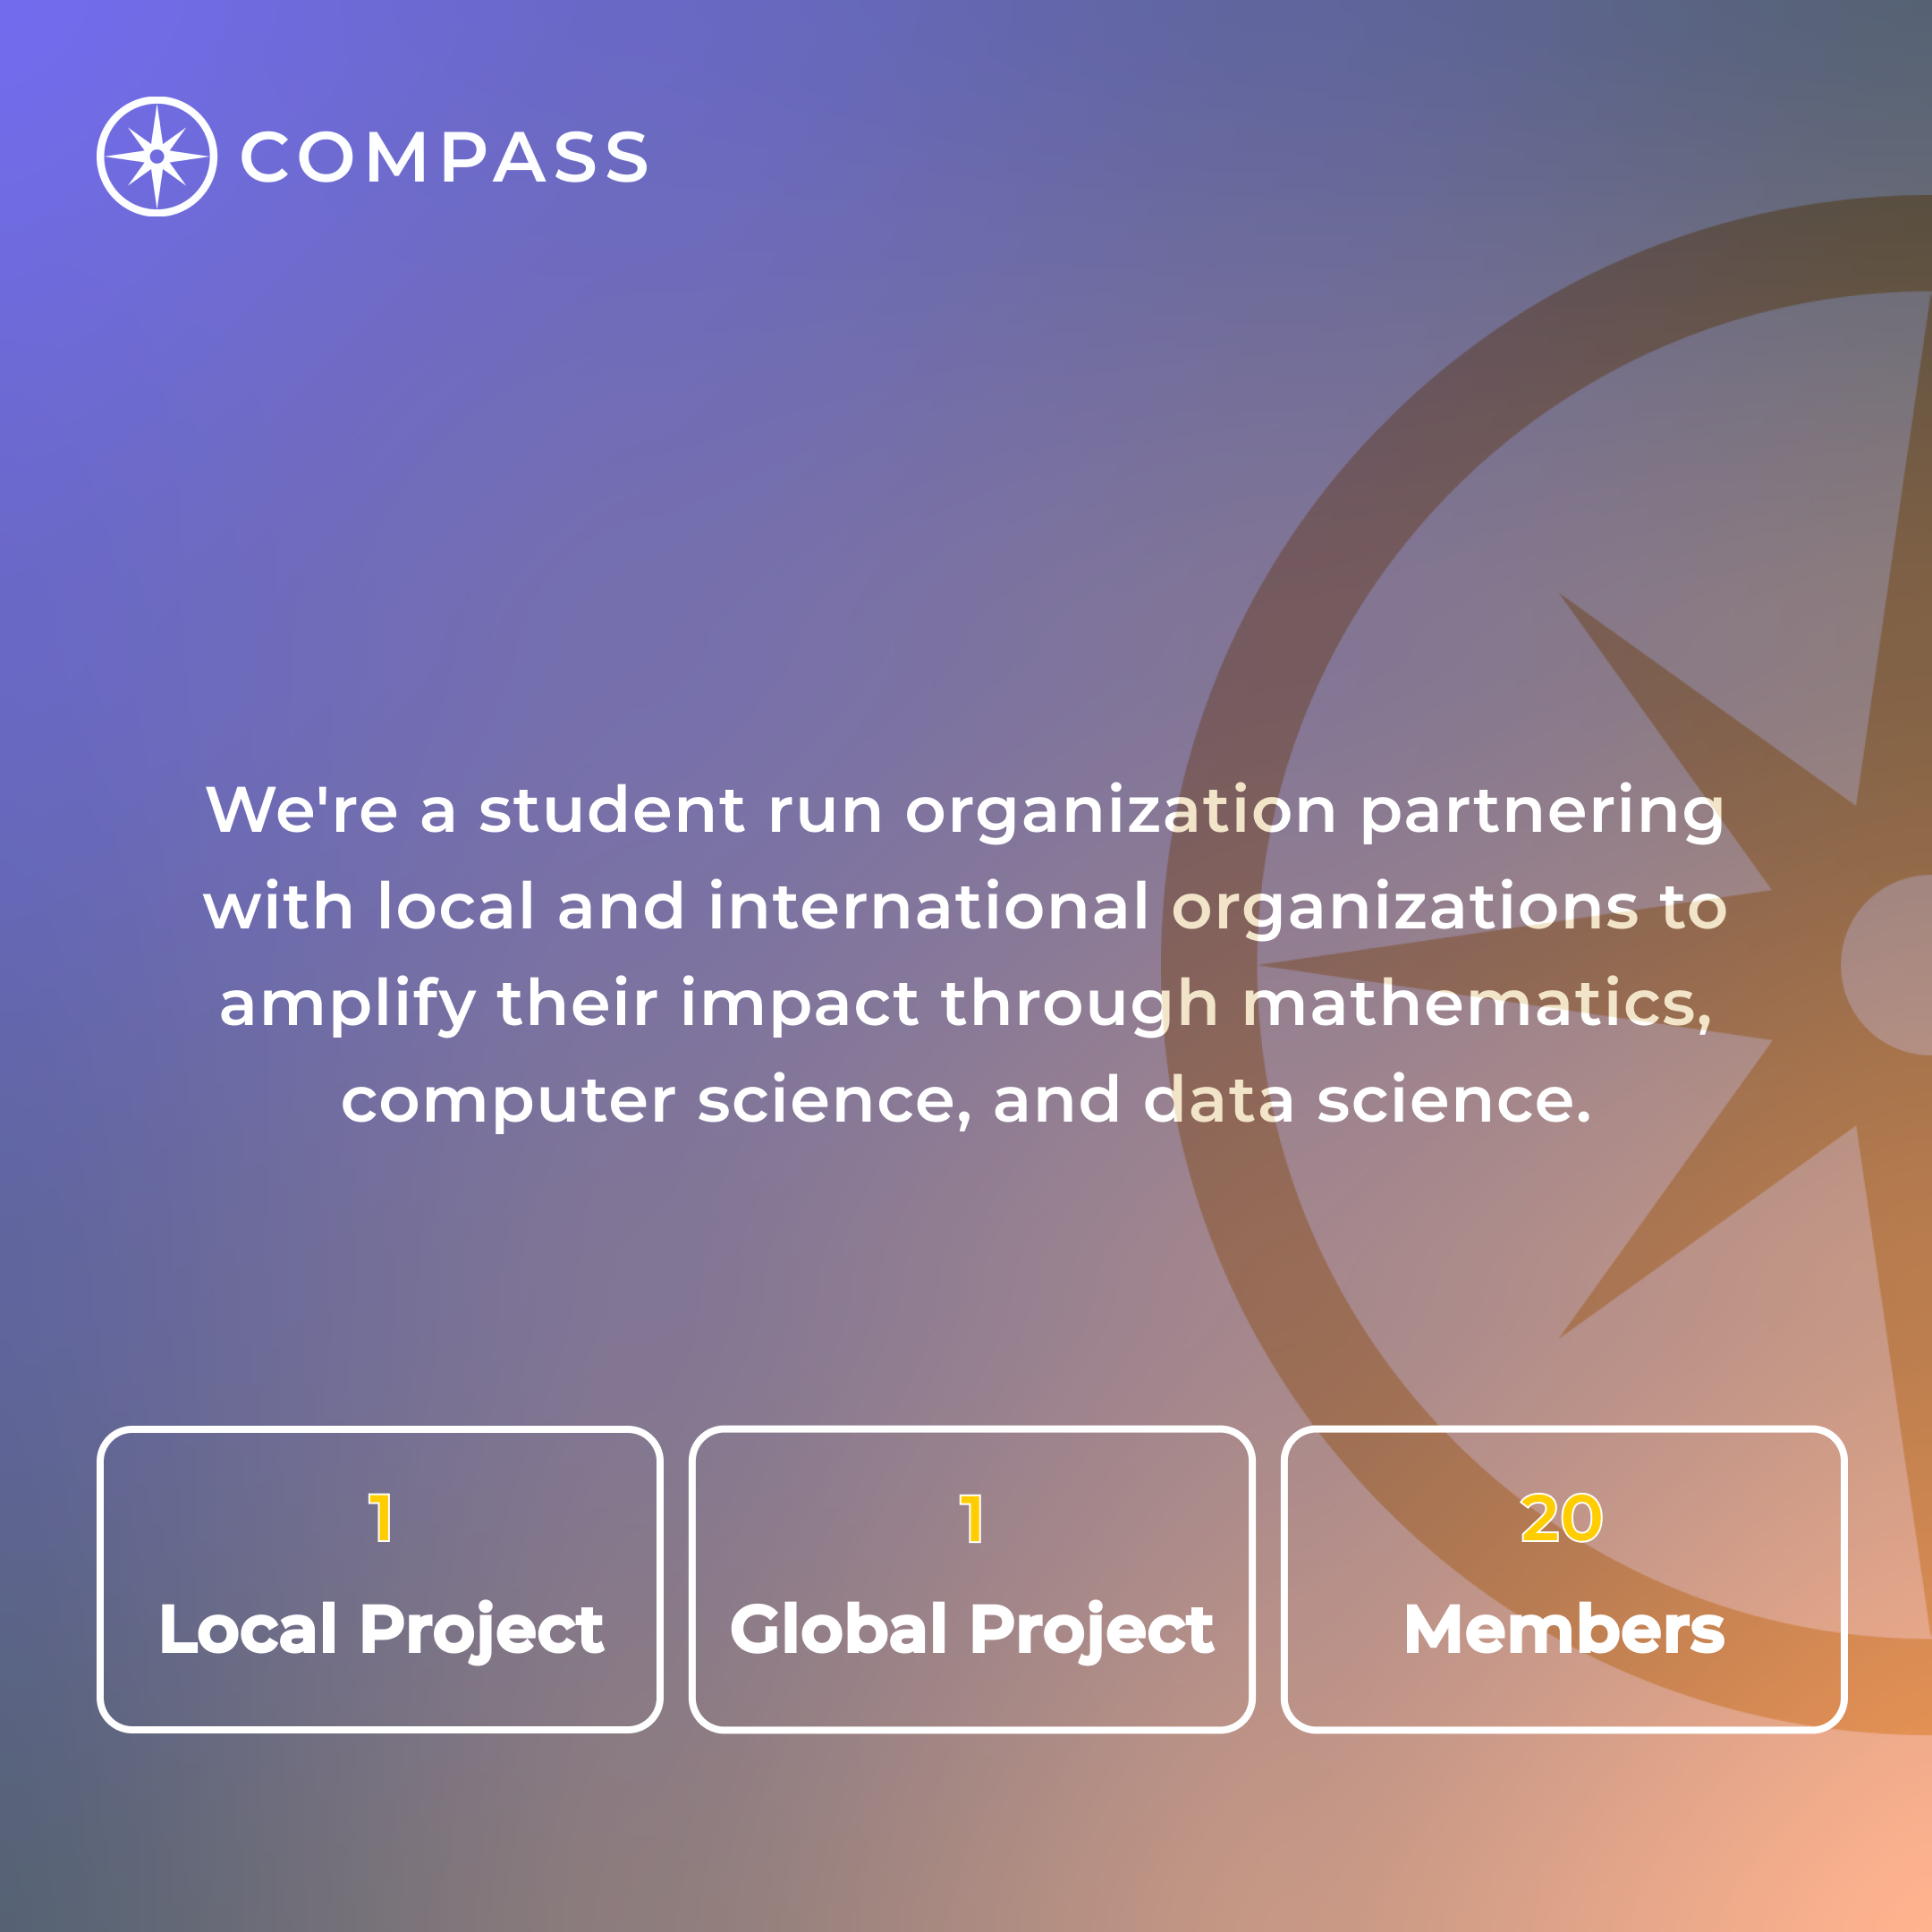 COMPASS
We're a student run organization partnering
with local and international organizations to
amplify their impact through mathematics,
computer science, and data science.
1
Local Project
1
Global Project
20
Members